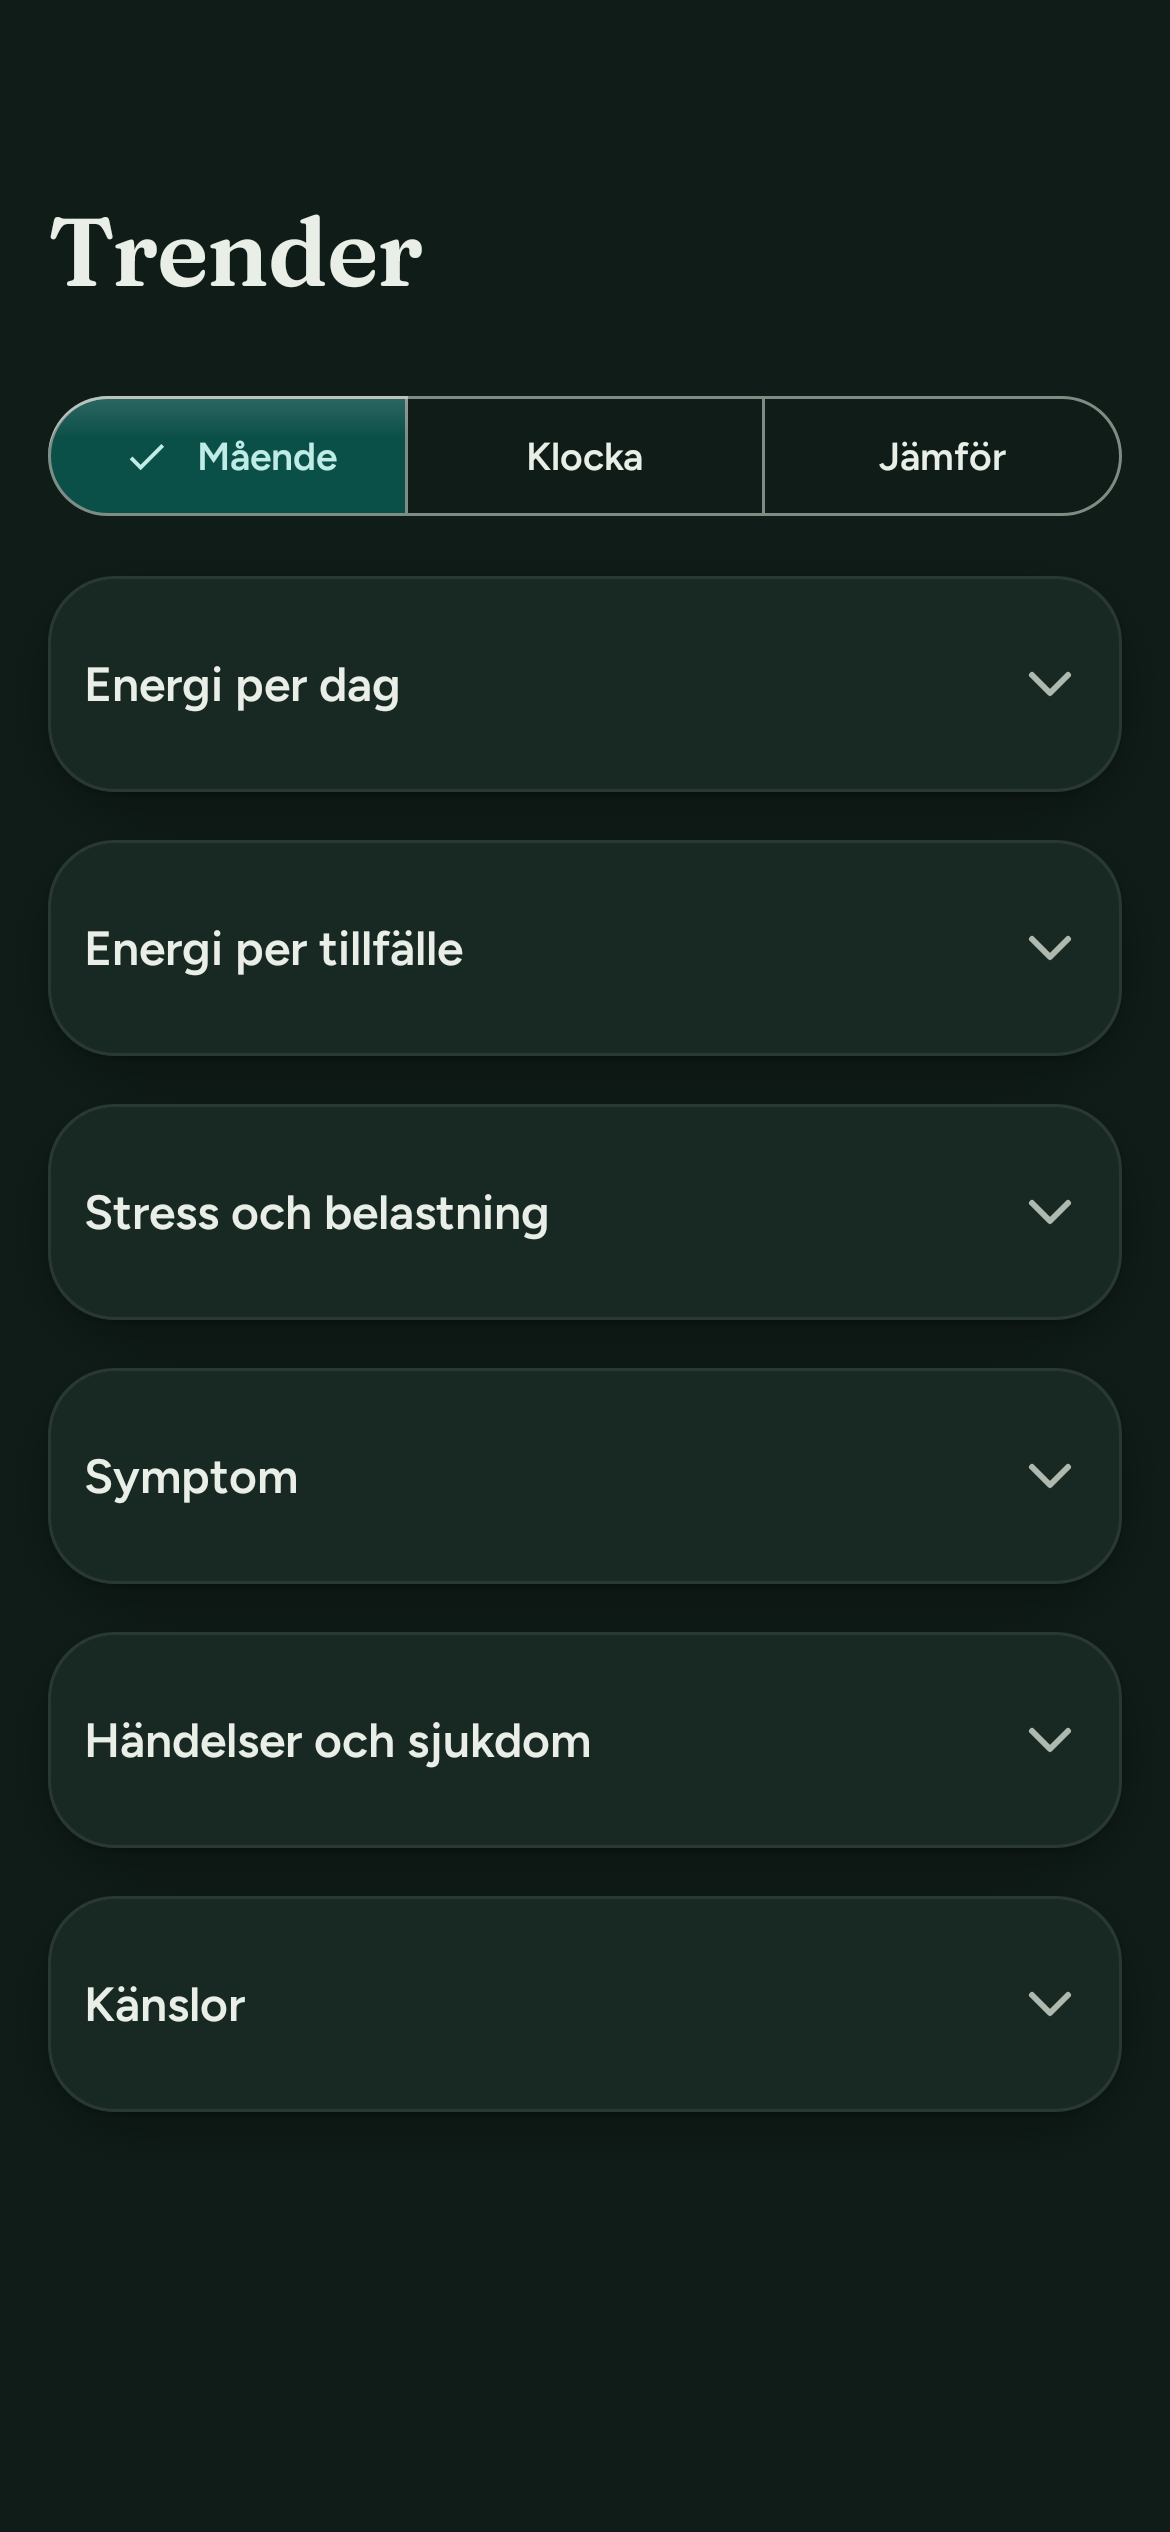 Trender
Mående
Klocka
Jämför
Energi per dag
Energi per tillfälle
Stress och belastning
Symptom
Händelser och sjukdom
Känslor